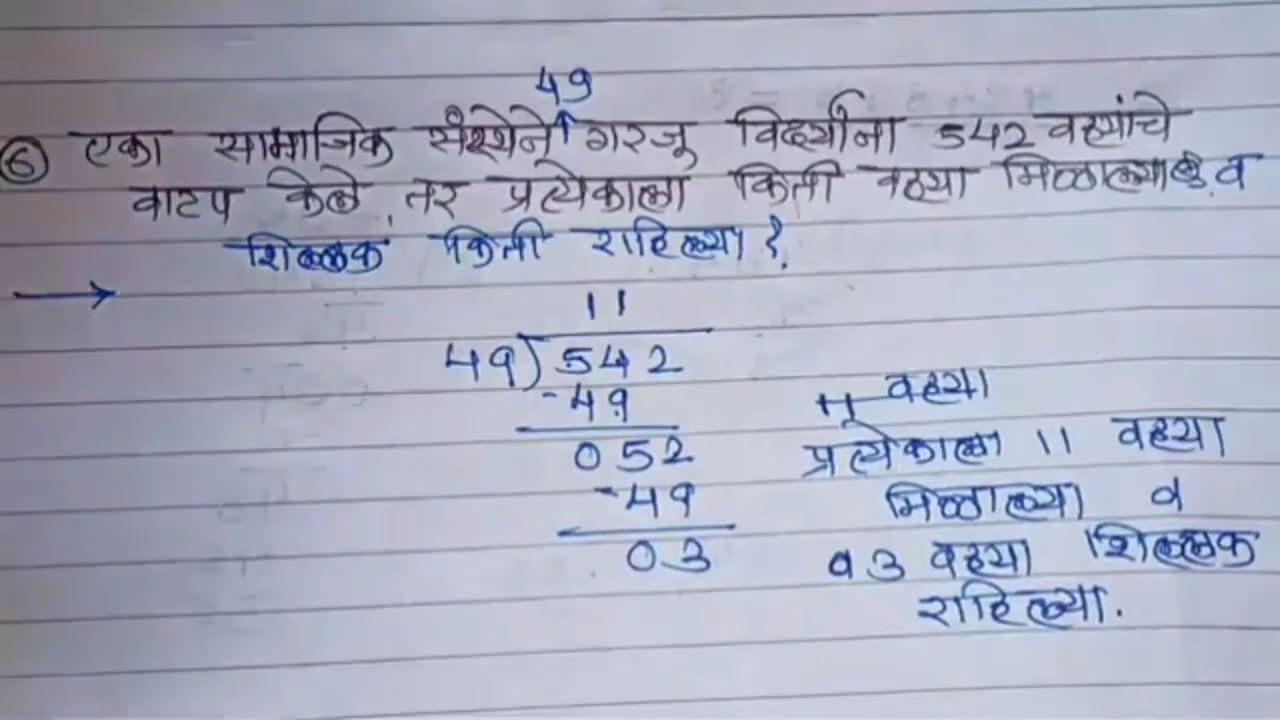 49
⑥ एका सामाजिक संस्थेने ↑ गरजू विद्यार्थींना 542 वह्यांचे
वाटप केले, तर प्रत्येकाला किती वह्या मिळाल्या व
शिल्लक किती राहिल्या?
→
11
49)542
-49
052
-49
03
11 वह्या
प्रत्येकाला 11 वह्या
मिळाल्या व
व 3 वह्या शिल्लक
राहिल्या.